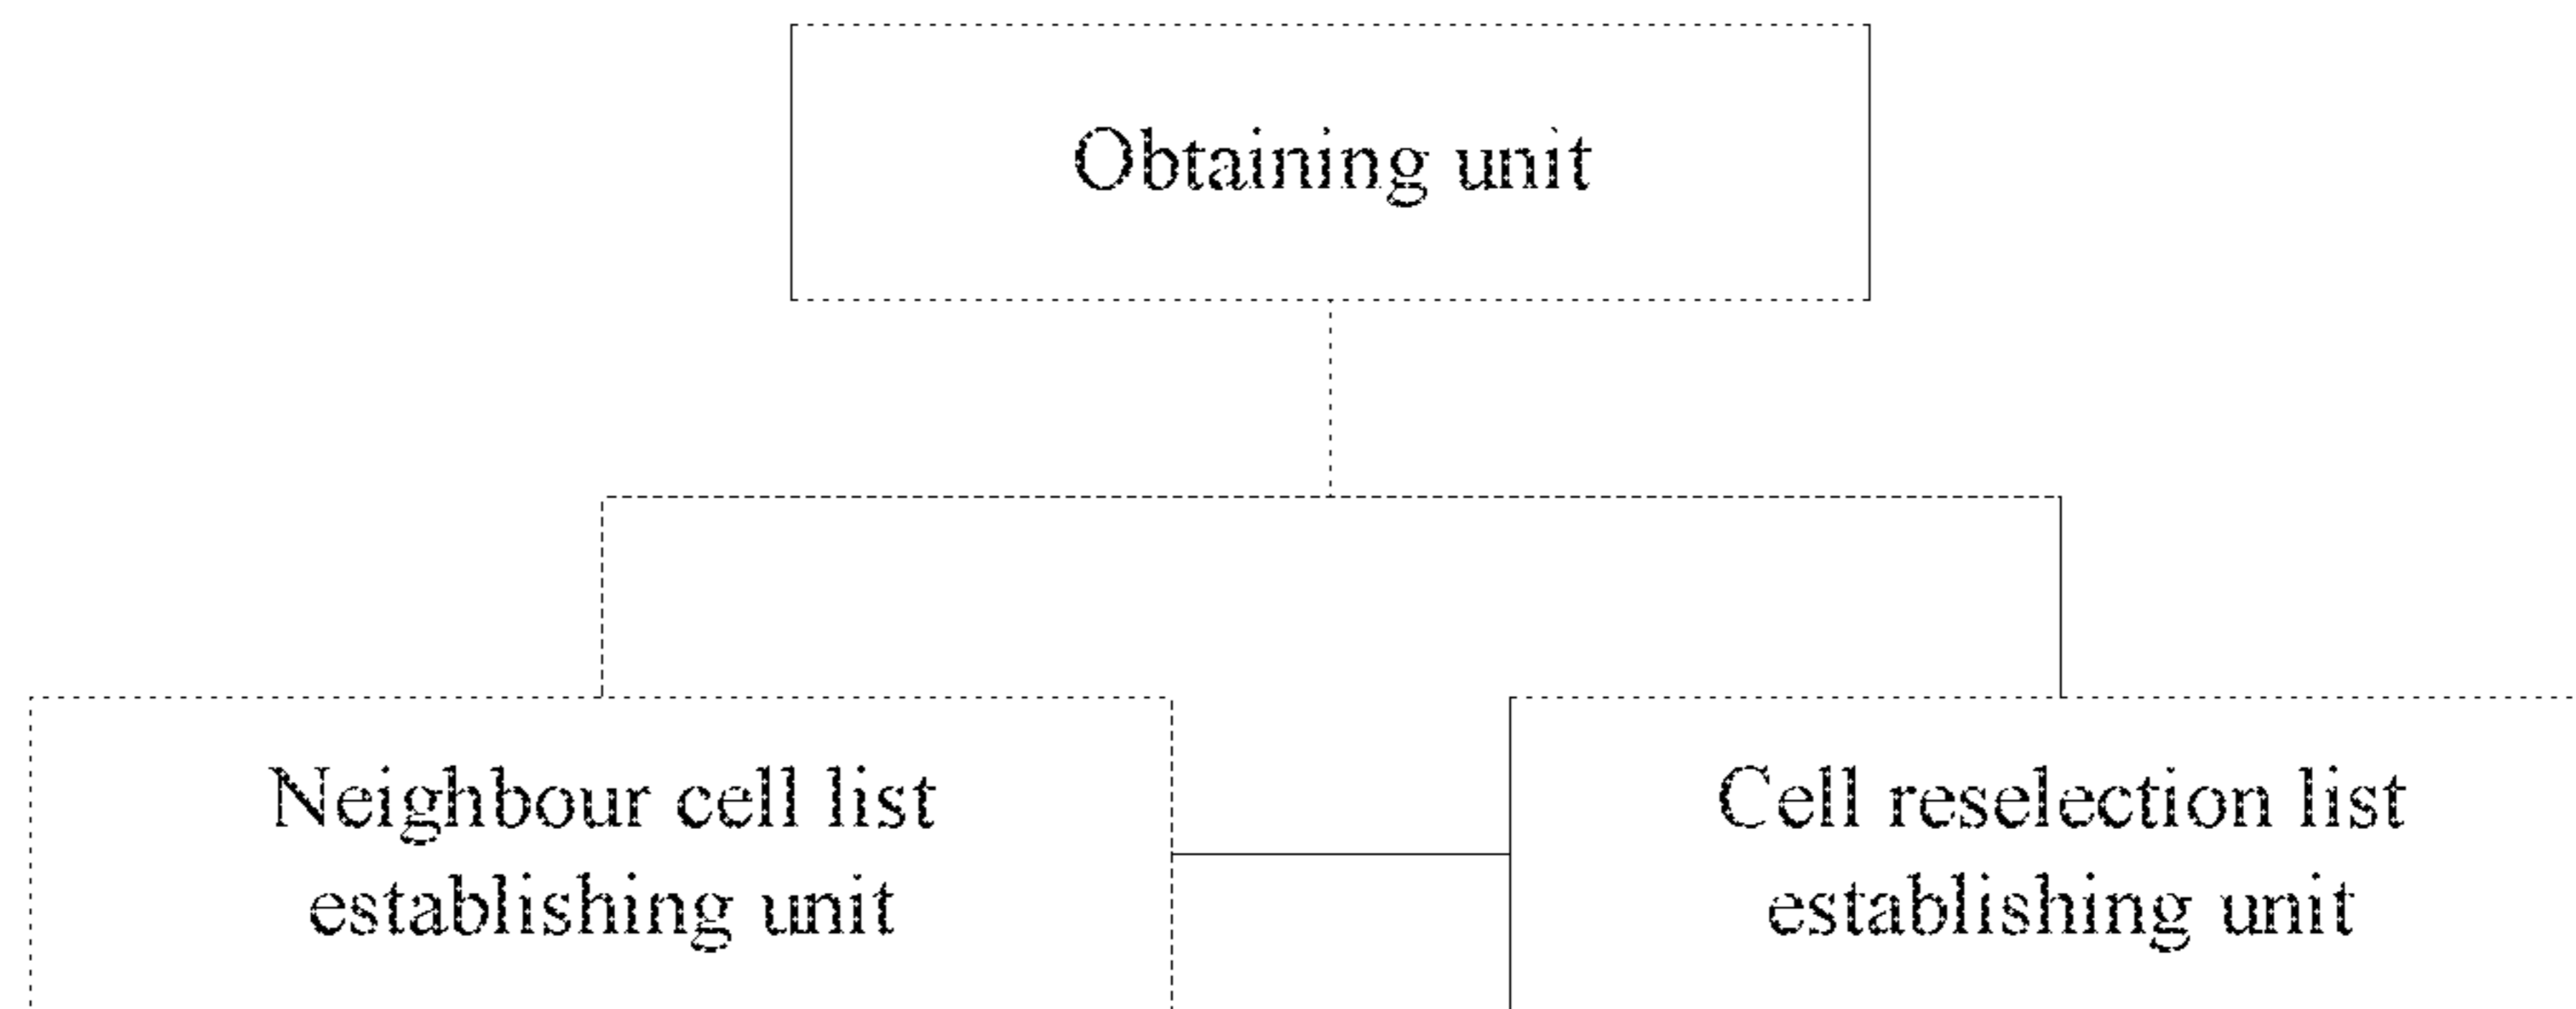 Obtaining unit
Neighbour cell list
establishing unit
Cell reselection list
establishing unit